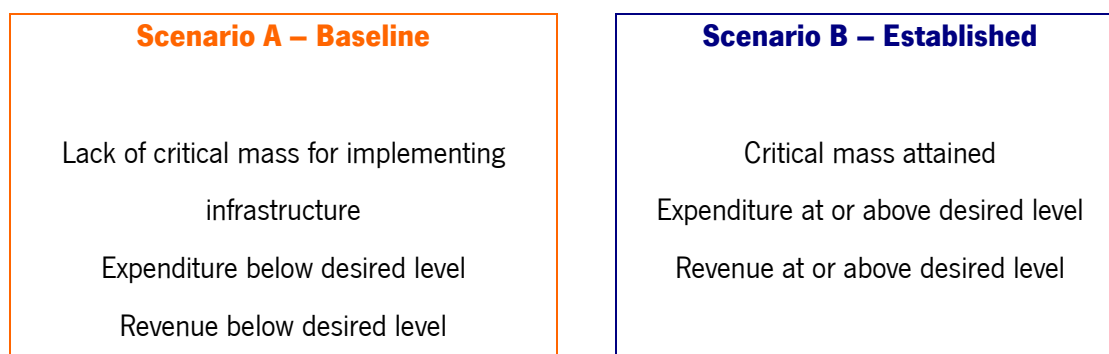 Scenario A – Baseline
Lack of critical mass for implementing
infrastructure
Expenditure below desired level
Revenue below desired level
Scenario B – Established
Critical mass attained
Expenditure at or above desired level
Revenue at or above desired level